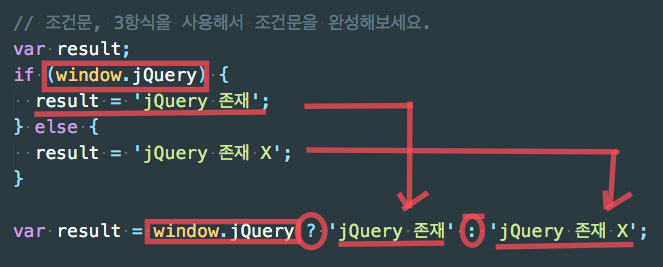 // 조건문, 3항식을 사용해서 조건문을 완성해보세요.
var result;
if (window.jQuery) {
  result = 'jQuery 존재';
} else {
  result = 'jQuery 존재 X';
}
var result = window.jQuery ? 'jQuery 존재' : 'jQuery 존재 X';